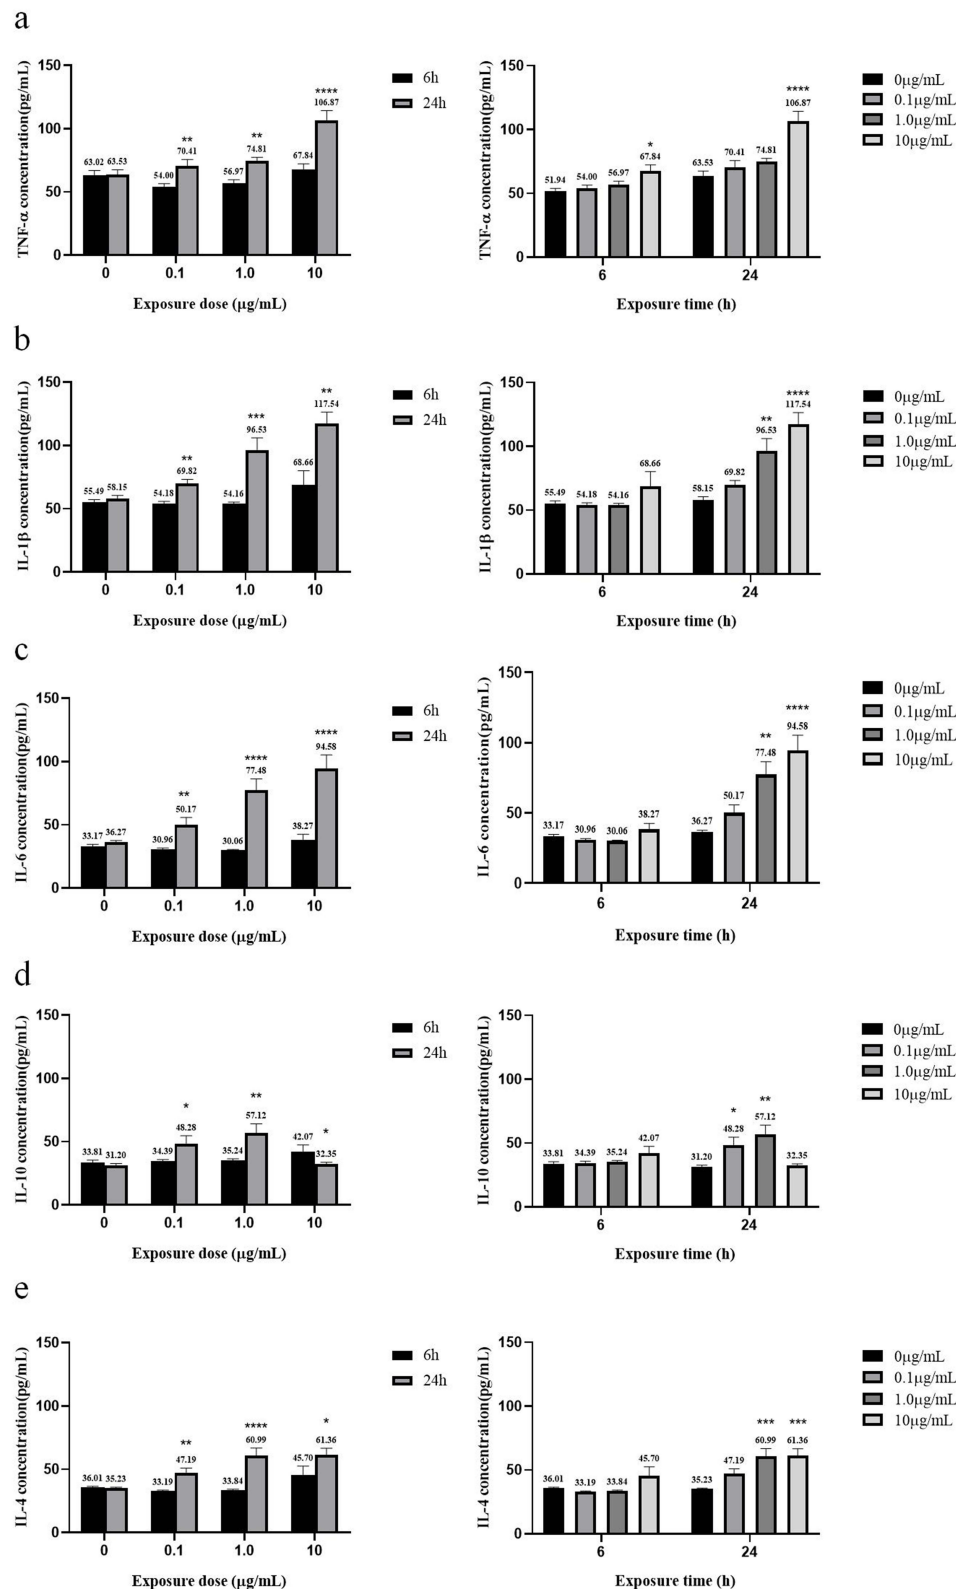 a
TNF-α concentration(pg/mL)
150
100
50
0
63.02 63.53
54.00
**
70.41
56.97
**
74.81
67.84
****
106.87
0 0.1 1.0 10
Exposure dose (μg/mL)
6h
24h
TNF-α concentration(pg/mL)
150
100
50
0
51.94 54.00 56.97
*
67.84
63.53 70.41 74.81
****
106.87
6 24
Exposure time (h)
0μg/mL
0.1μg/mL
1.0μg/mL
10μg/mL
b
IL-1β concentration(pg/mL)
150
100
50
0
55.49 58.15
54.18
**
69.82
54.16
***
96.53
68.66
**
117.54
0 0.1 1.0 10
Exposure dose (μg/mL)
6h
24h
IL-1β concentration(pg/mL)
150
100
50
0
55.49 54.18 54.16 68.66
58.15 69.82
**
96.53
****
117.54
6 24
Exposure time (h)
0μg/mL
0.1μg/mL
1.0μg/mL
10μg/mL
c
IL-6 concentration(pg/mL)
150
100
50
0
33.17 36.27
30.96
**
50.17
30.06
****
77.48
38.27
****
94.58
0 0.1 1.0 10
Exposure dose (μg/mL)
6h
24h
IL-6 concentration(pg/mL)
150
100
50
0
33.17 30.96 30.06 38.27
36.27 50.17
**
77.48
****
94.58
6 24
Exposure time (h)
0μg/mL
0.1μg/mL
1.0μg/mL
10μg/mL
d
IL-10 concentration(pg/mL)
150
100
50
0
33.81 31.20
34.39
*
48.28
35.24
**
57.12
42.07
*
32.35
0 0.1 1.0 10
Exposure dose (μg/mL)
6h
24h
IL-10 concentration(pg/mL)
150
100
50
0
33.81 34.39 35.24 42.07
31.20
*
48.28
**
57.12
32.35
6 24
Exposure time (h)
0μg/mL
0.1μg/mL
1.0μg/mL
10μg/mL
e
IL-4 concentration(pg/mL)
150
100
50
0
36.01 35.23
33.19
**
47.19
33.84
****
60.99
45.70
*
61.36
0 0.1 1.0 10
Exposure dose (μg/mL)
6h
24h
IL-4 concentration(pg/mL)
150
100
50
0
36.01 33.19 33.84 45.70
35.23 47.19
***
60.99
***
61.36
6 24
Exposure time (h)
0μg/mL
0.1μg/mL
1.0μg/mL
10μg/mL